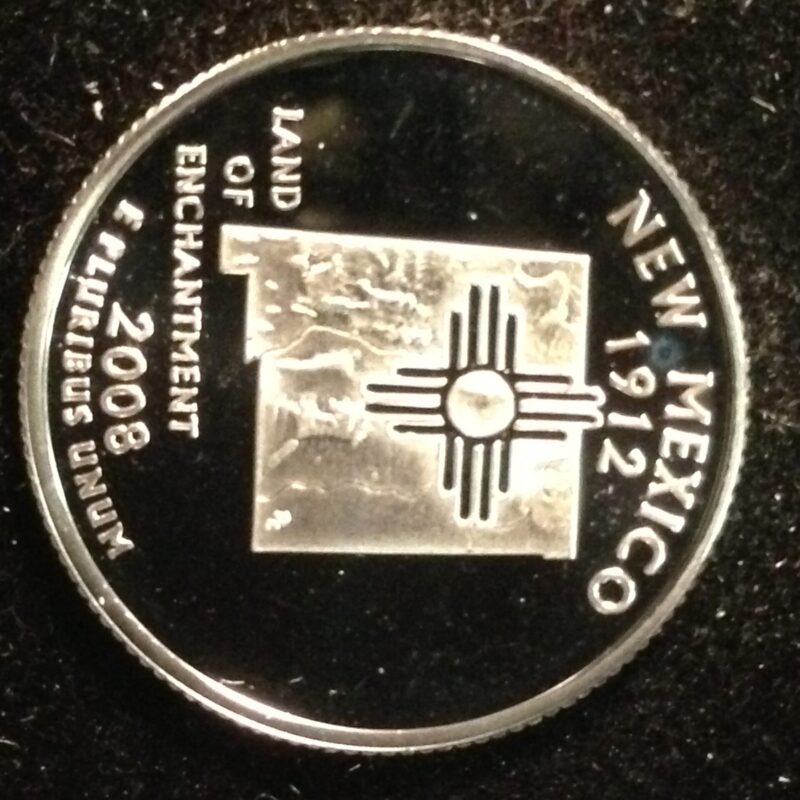 NEW MEXICO
1912
LAND
OF
ENCHANTMENT
2008
E PLURIBUS UNUM